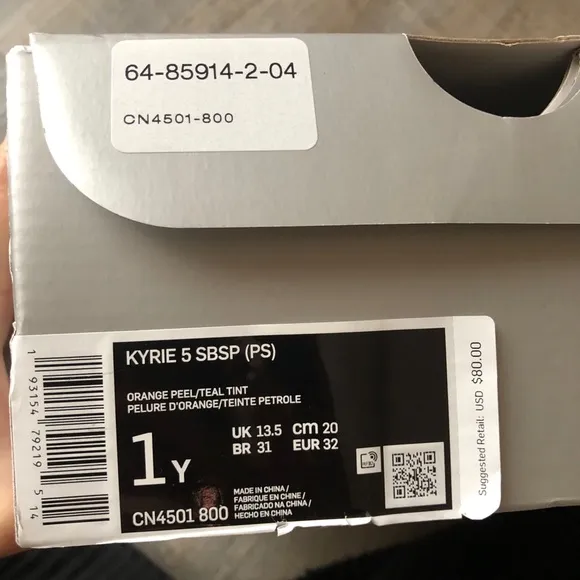 64-85914-2-04
CN4501-800
KYRIE 5 SBSP (PS)
ORANGE PEEL/TEAL TINT
PELURE D'ORANGE/TEINTE PETROLE
1Y
UK 13.5 cm 20
BR 31 EUR 32
MADE IN CHINA /
FABRIQUE EN CHINE /
FABRICADO NA CHINA /
HECHO EN CHINA
CN4501 800
1 93154 79219 5 14
Suggested Retail: USD $80.00